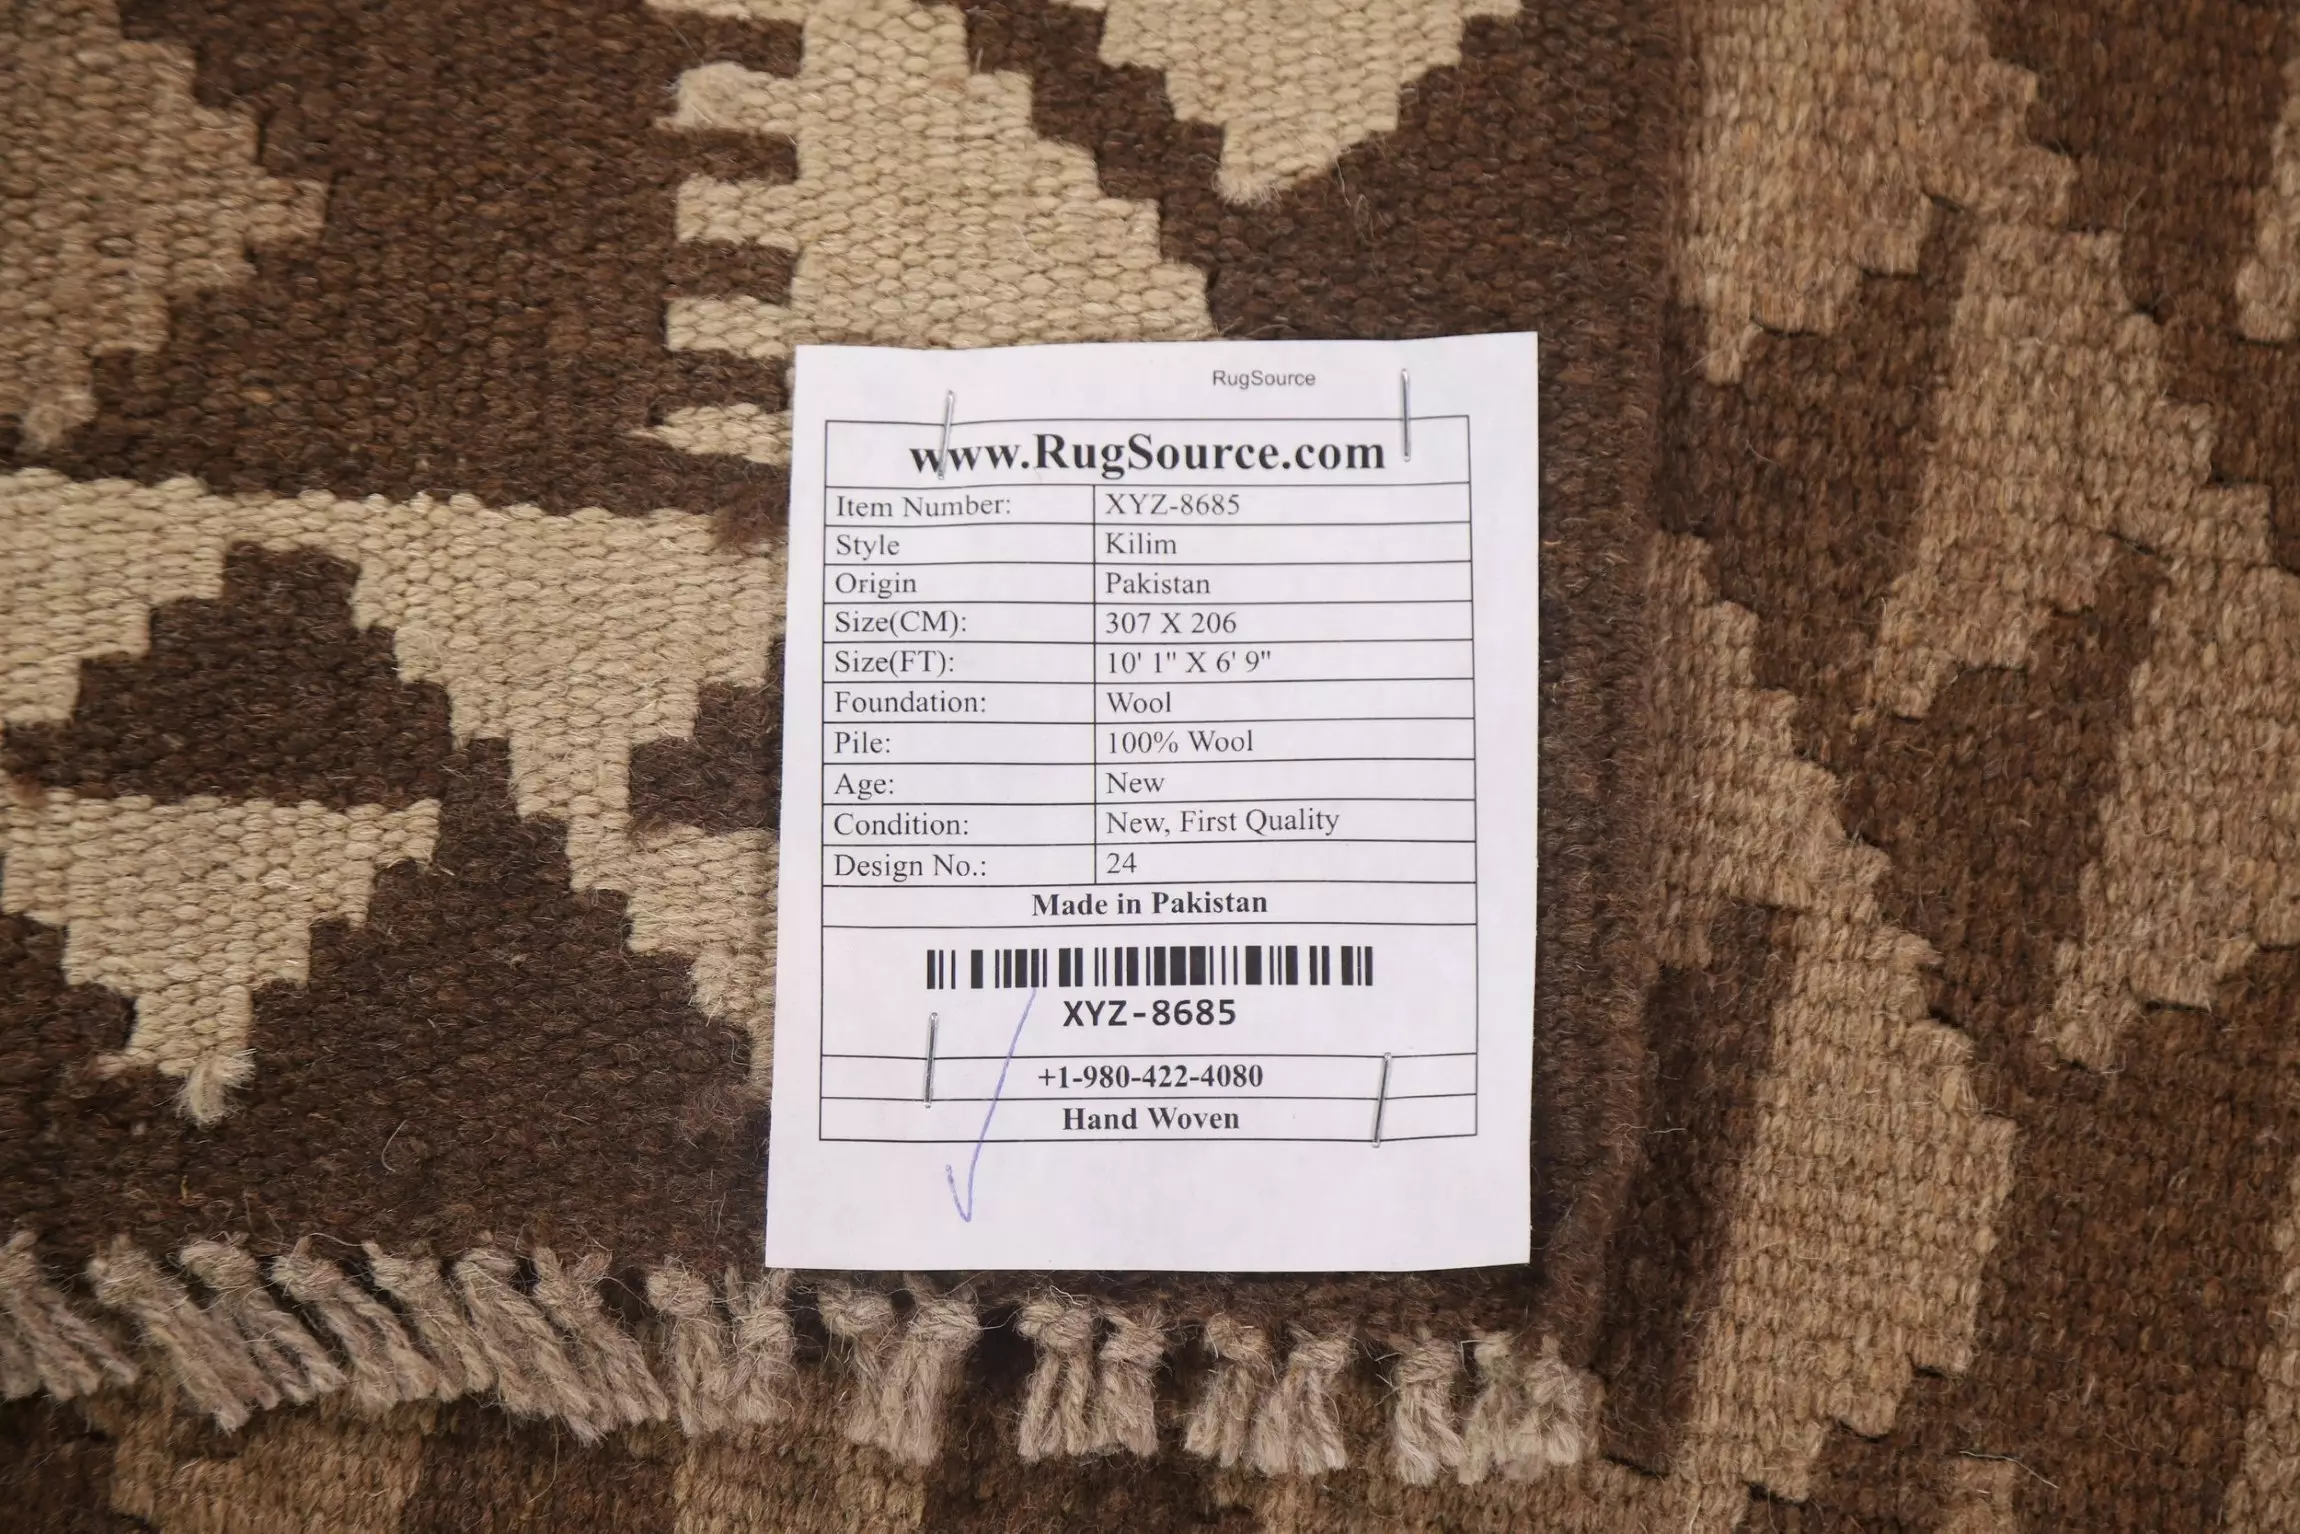 RugSource
www.RugSource.com
Item Number: XYZ-8685
Style Kilim
Origin Pakistan
Size(CM): 307 X 206
Size(FT): 10' 1" X 6' 9"
Foundation: Wool
Pile: 100% Wool
Age: New
Condition: New, First Quality
Design No.: 24
Made in Pakistan
XYZ-8685
+1-980-422-4080
Hand Woven